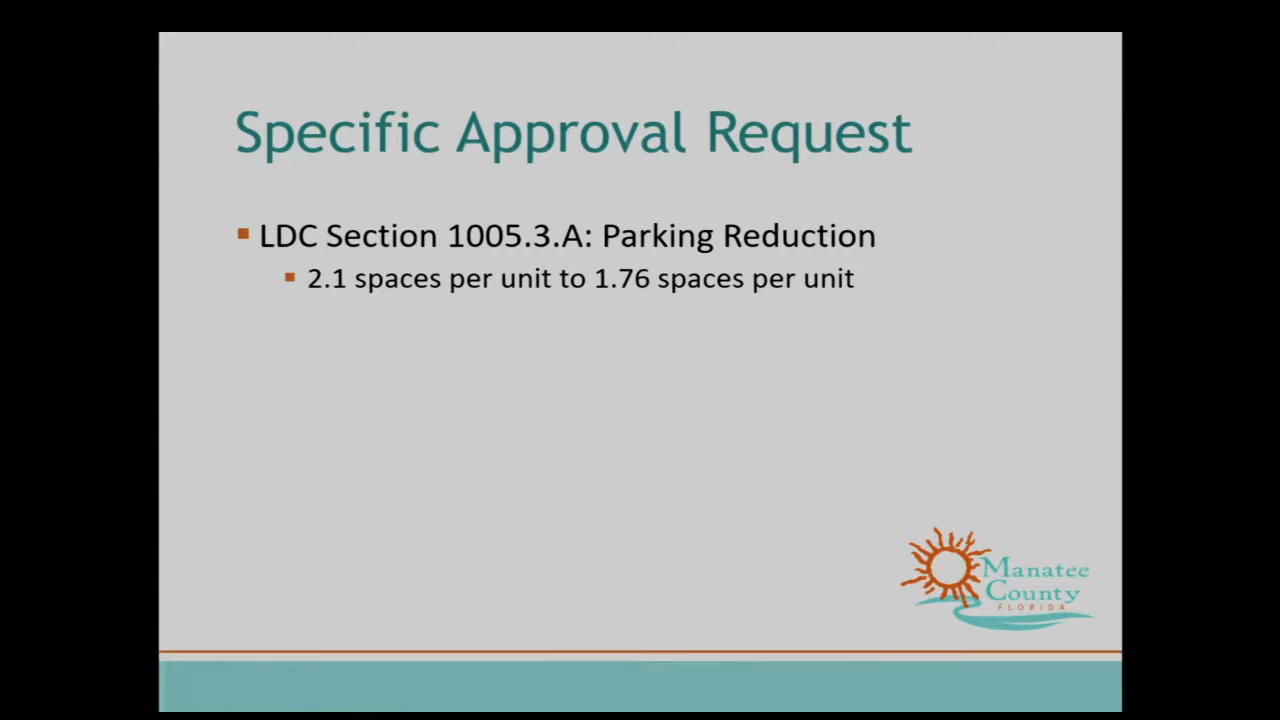 Specific Approval Request
LDC Section 1005.3.A: Parking Reduction
2.1 spaces per unit to 1.76 spaces per unit
Manatee
County
FLORIDA